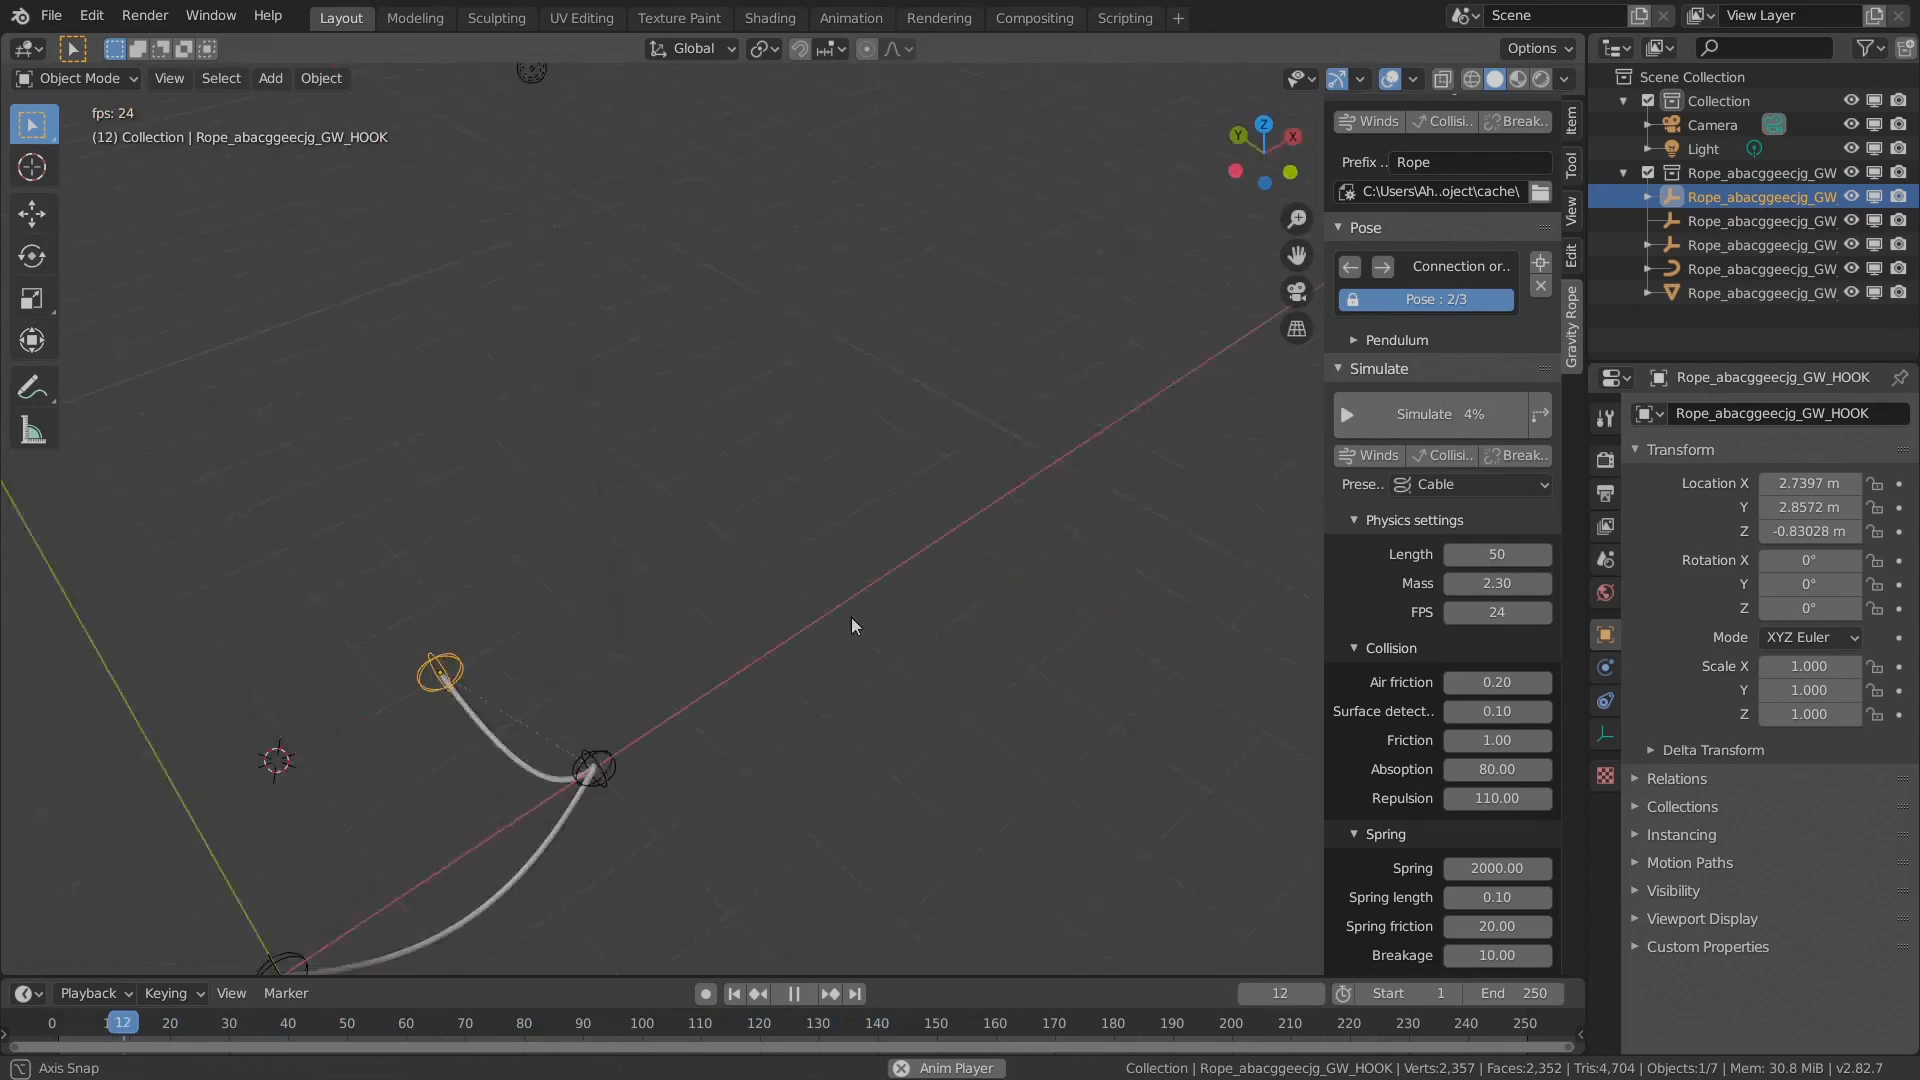 File Edit Render Window Help
Layout Modeling Sculpting UV Editing Texture Paint Shading Animation Rendering Compositing Scripting +
Scene
View Layer
Global
Options
Object Mode View Select Add Object
fps: 24
(12) Collection | Rope_abacggeecjg_GW_HOOK
Z
Y
X
Winds Collisi.. Break..
Prefix .. Rope
C:\Users\Ah..oject\cache\
Pose
Connection or..
Pose : 2/3
Pendulum
Simulate
Simulate 4%
Winds Collisi.. Break..
Prese.. Cable
Physics settings
Length 50
Mass 2.30
FPS 24
Collision
Air friction 0.20
Surface detect.. 0.10
Friction 1.00
Absoption 80.00
Repulsion 110.00
Spring
Spring 2000.00
Spring length 0.10
Spring friction 20.00
Breakage 10.00
Item
Tool
View
Edit
Gravity Rope
Scene Collection
Collection
Camera
Light
Rope_abacggeecjg_GW
Rope_abacggeecjg_GW
Rope_abacggeecjg_GW
Rope_abacggeecjg_GW
Rope_abacggeecjg_GW
Rope_abacggeecjg_GW
Rope_abacggeecjg_GW_HOOK
Rope_abacggeecjg_GW_HOOK
Transform
Location X 2.7397 m
Y 2.8572 m
Z -0.83028 m
Rotation X 0°
Y 0°
Z 0°
Mode XYZ Euler
Scale X 1.000
Y 1.000
Z 1.000
Delta Transform
Relations
Collections
Instancing
Motion Paths
Visibility
Viewport Display
Custom Properties
Playback Keying View Marker
12
Start 1 End 250
0 12 20 30 40 50 60 70 80 90 100 110 120 130 140 150 160 170 180 190 200 210 220 230 240 250
Axis Snap
Anim Player
Collection | Rope_abacggeecjg_GW_HOOK | Verts:2,357 | Faces:2,352 | Tris:4,704 | Objects:1/7 | Mem: 30.8 MiB | v2.82.7